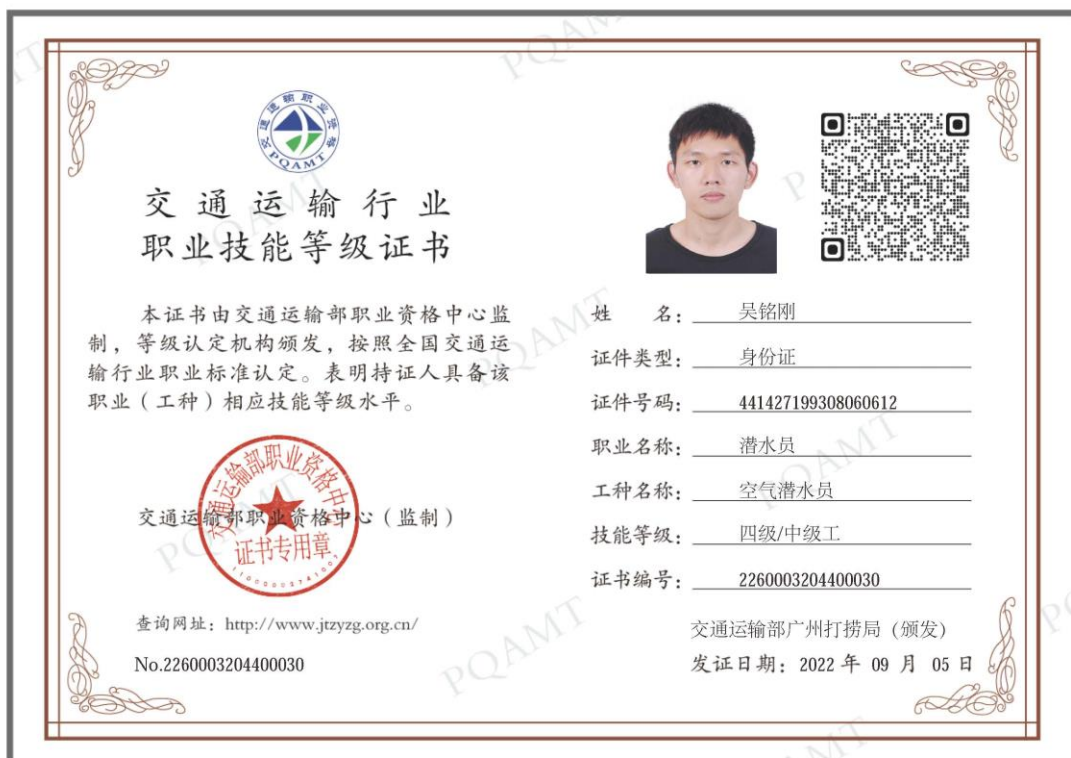 交通运输职业资格
PQAMT
交通运输行业
职业技能等级证书
本证书由交通运输部职业资格中心监
制，等级认定机构颁发，按照全国交通运
输行业职业标准认定。表明持证人具备该
职业（工种）相应技能等级水平。
交通运输部职业资格中心
交通运输部职业资格中心（监制）
证书专用章
查询网址：http://www.jtzyzg.org.cn/
No.2260003204400030
姓 名：吴铭刚
证件类型：身份证
证件号码：441427199308060612
职业名称：潜水员
工种名称：空气潜水员
技能等级：四级/中级工
证书编号：2260003204400030
交通运输部广州打捞局（颁发）
发证日期：2022 年 09 月 05 日
PQAMT